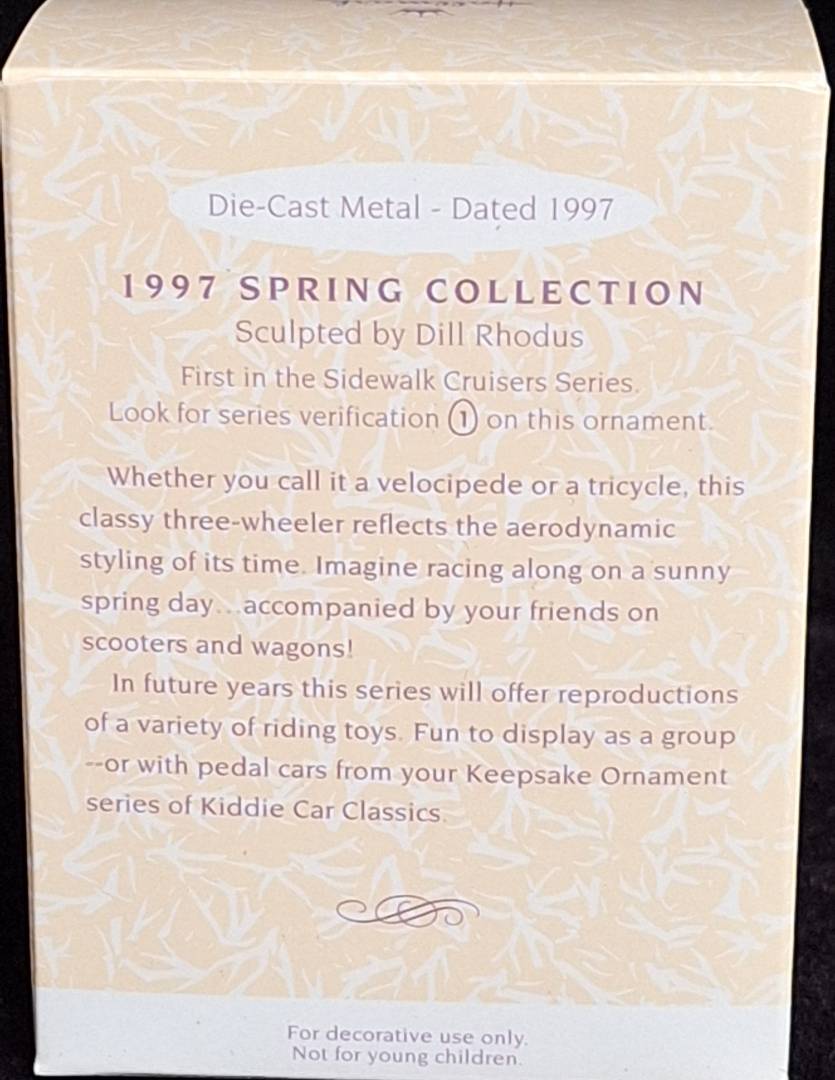 Die-Cast Metal - Dated 1997
1997 SPRING COLLECTION
Sculpted by Dill Rhodus
First in the Sidewalk Cruisers Series.
Look for series verification ① on this ornament.
Whether you call it a velocipede or a tricycle, this
classy three-wheeler reflects the aerodynamic
styling of its time. Imagine racing along on a sunny
spring day...accompanied by your friends on
scooters and wagons!
In future years this series will offer reproductions
of a variety of riding toys. Fun to display as a group
--or with pedal cars from your Keepsake Ornament
series of Kiddie Car Classics.
For decorative use only.
Not for young children.